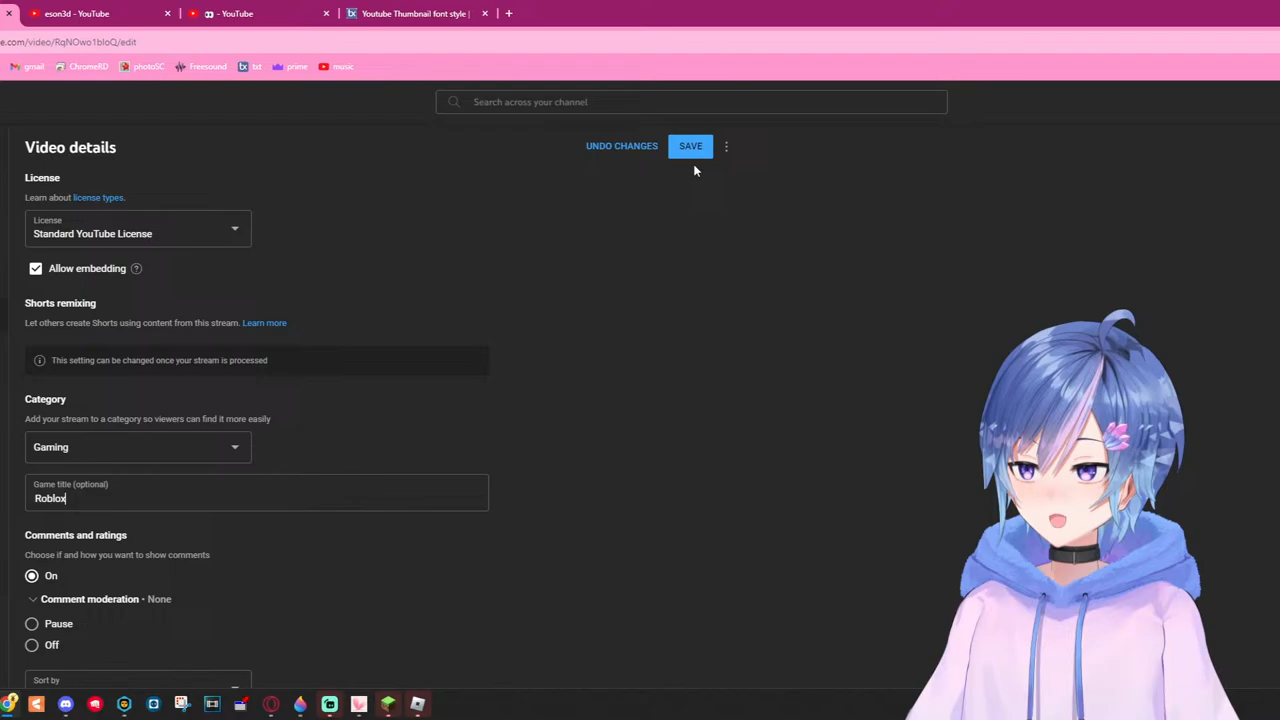 eson3d - YouTube
- YouTube
Youtube Thumbnail font style |
e.com/video/RqNOwo1bIoQ/edit
gmail
ChromeRD
photoSC
Freesound
txt
prime
music
Search across your channel
Video details
UNDO CHANGES
SAVE
License
Learn about license types.
License
Standard YouTube License
Allow embedding
Shorts remixing
Let others create Shorts using content from this stream. Learn more
This setting can be changed once your stream is processed
Category
Add your stream to a category so viewers can find it more easily
Gaming
Game title (optional)
Roblox
Comments and ratings
Choose if and how you want to show comments
On
Comment moderation • None
Pause
Off
Sort by